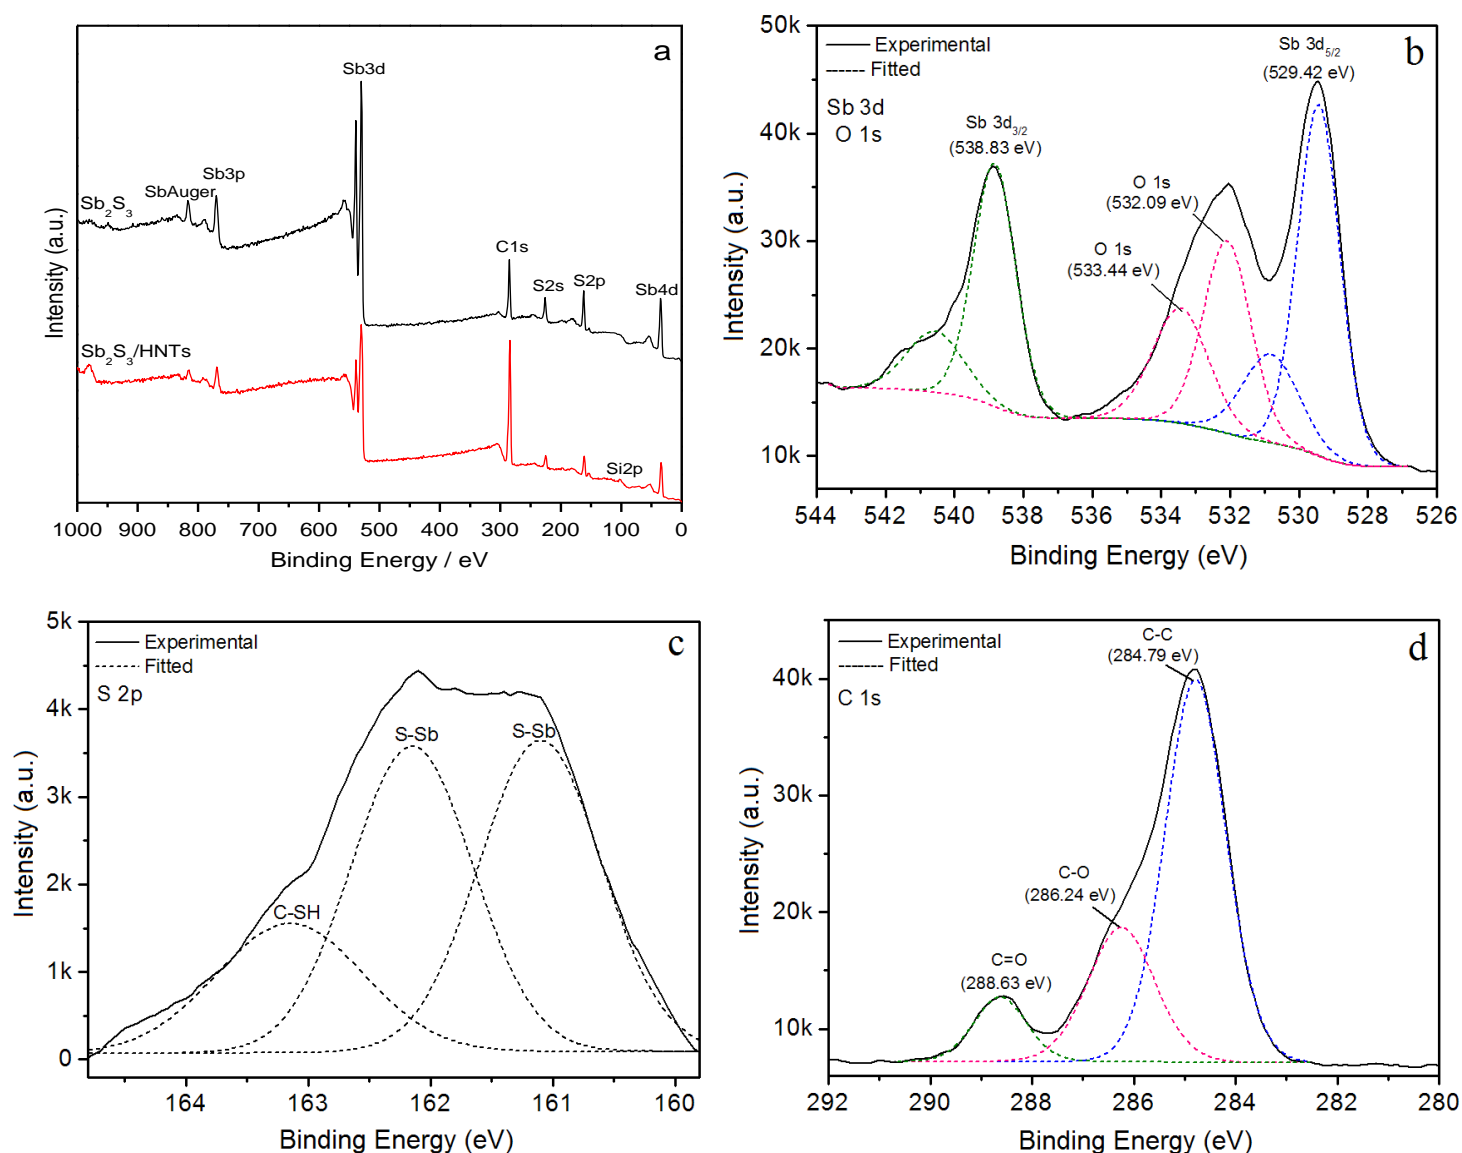 a
Sb3d
Sb3p
SbAuger
Sb₂S₃
C1s
S2s
S2p
Sb4d
Sb₂S₃/HNTs
Si2p
Intensity (a.u.)
1000 900 800 700 600 500 400 300 200 100 0
Binding Energy / eV
b
Experimental
Fitted
Sb 3d
O 1s
Sb 3d₅/₂
(529.42 eV)
Sb 3d₃/₂
(538.83 eV)
O 1s
(532.09 eV)
O 1s
(533.44 eV)
50k
40k
30k
20k
10k
Intensity (a.u.)
544 542 540 538 536 534 532 530 528 526
Binding Energy (eV)
c
Experimental
Fitted
S 2p
S-Sb
S-Sb
C-SH
5k
4k
3k
2k
1k
0
Intensity (a.u.)
164 163 162 161 160
Binding Energy (eV)
d
Experimental
Fitted
C 1s
C-C
(284.79 eV)
C-O
(286.24 eV)
C=O
(288.63 eV)
40k
30k
20k
10k
Intensity (a.u.)
292 290 288 286 284 282 280
Binding Energy (eV)